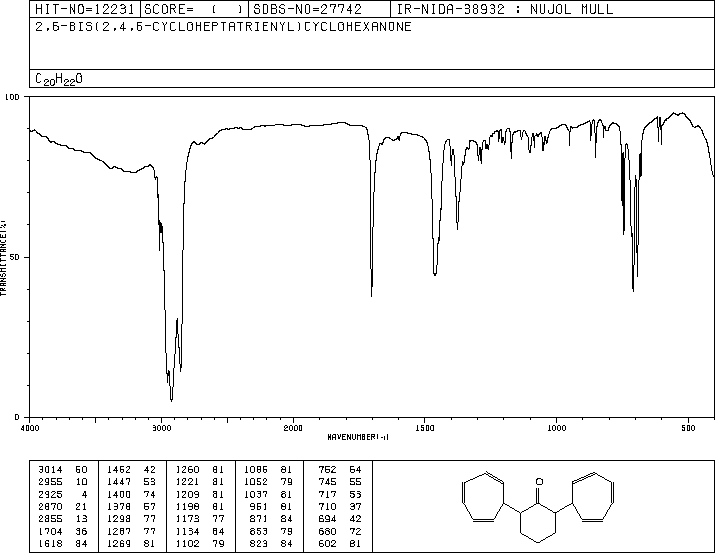 HIT-NO=12231 SCORE= ( ) SDBS-NO=27742 IR-NIDA-38932 : NUJOL MULL
2,6-BIS(2,4,6-CYCLOHEPTATRIENYL)CYCLOHEXANONE
C20H22O
100
50
0
TRANSMITTANCE(%)
4000 3000 2000 1500 1000 500
WAVENUMBER(-1)
3014 50 1462 42 1260 81 1086 81 752 64
2955 10 1447 53 1221 81 1052 79 745 55
2925 4 1400 74 1209 81 1037 81 717 53
2870 21 1378 57 1198 81 951 81 710 37
2855 13 1298 77 1173 77 871 84 694 42
1704 36 1287 77 1134 84 853 79 680 72
1618 84 1269 81 1102 79 823 84 602 81
O